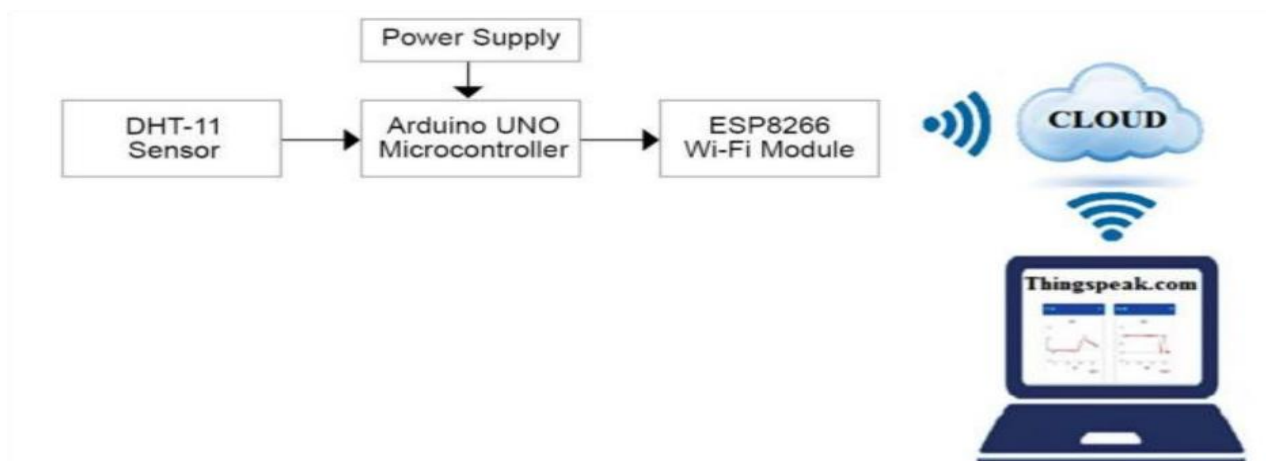 Power Supply
DHT-11
Sensor
Arduino UNO
Microcontroller
ESP8266
Wi-Fi Module
CLOUD
Thingspeak.com